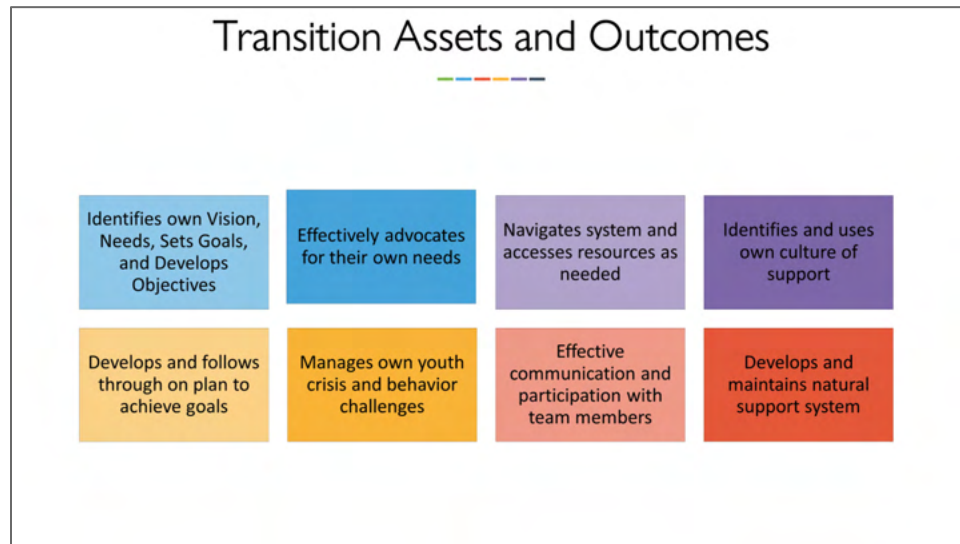 Transition Assets and Outcomes
Identifies own Vision,
Needs, Sets Goals,
and Develops
Objectives
Effectively advocates
for their own needs
Navigates system and
accesses resources as
needed
Identifies and uses
own culture of
support
Develops and follows
through on plan to
achieve goals
Manages own youth
crisis and behavior
challenges
Effective
communication and
participation with
team members
Develops and
maintains natural
support system